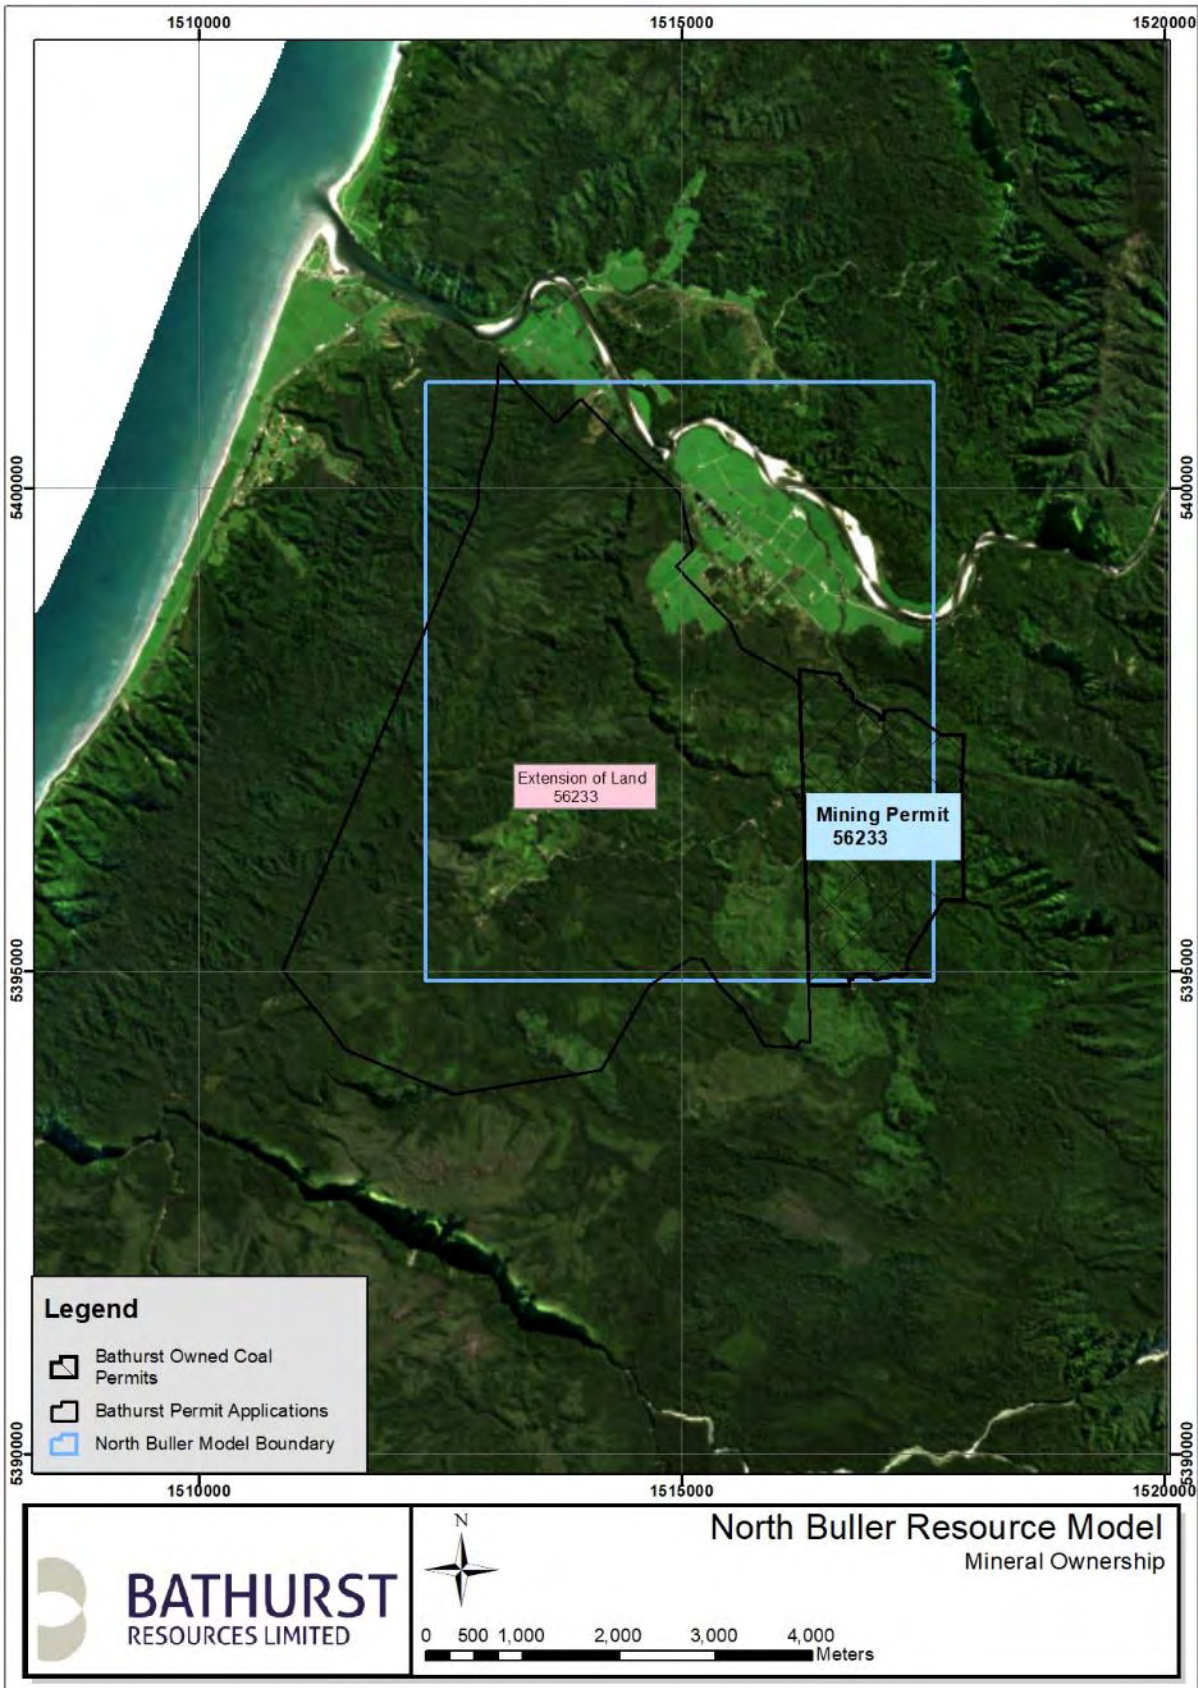 1510000
1515000
1520000
5400000
5400000
Extension of Land
56233
Mining Permit
56233
5395000
5395000
Legend
Bathurst Owned Coal
Permits
Bathurst Permit Applications
North Buller Model Boundary
5390000
5390000
1510000
1515000
1520000
BATHURST
RESOURCES LIMITED
N
North Buller Resource Model
Mineral Ownership
0 500 1,000 2,000 3,000 4,000
Meters